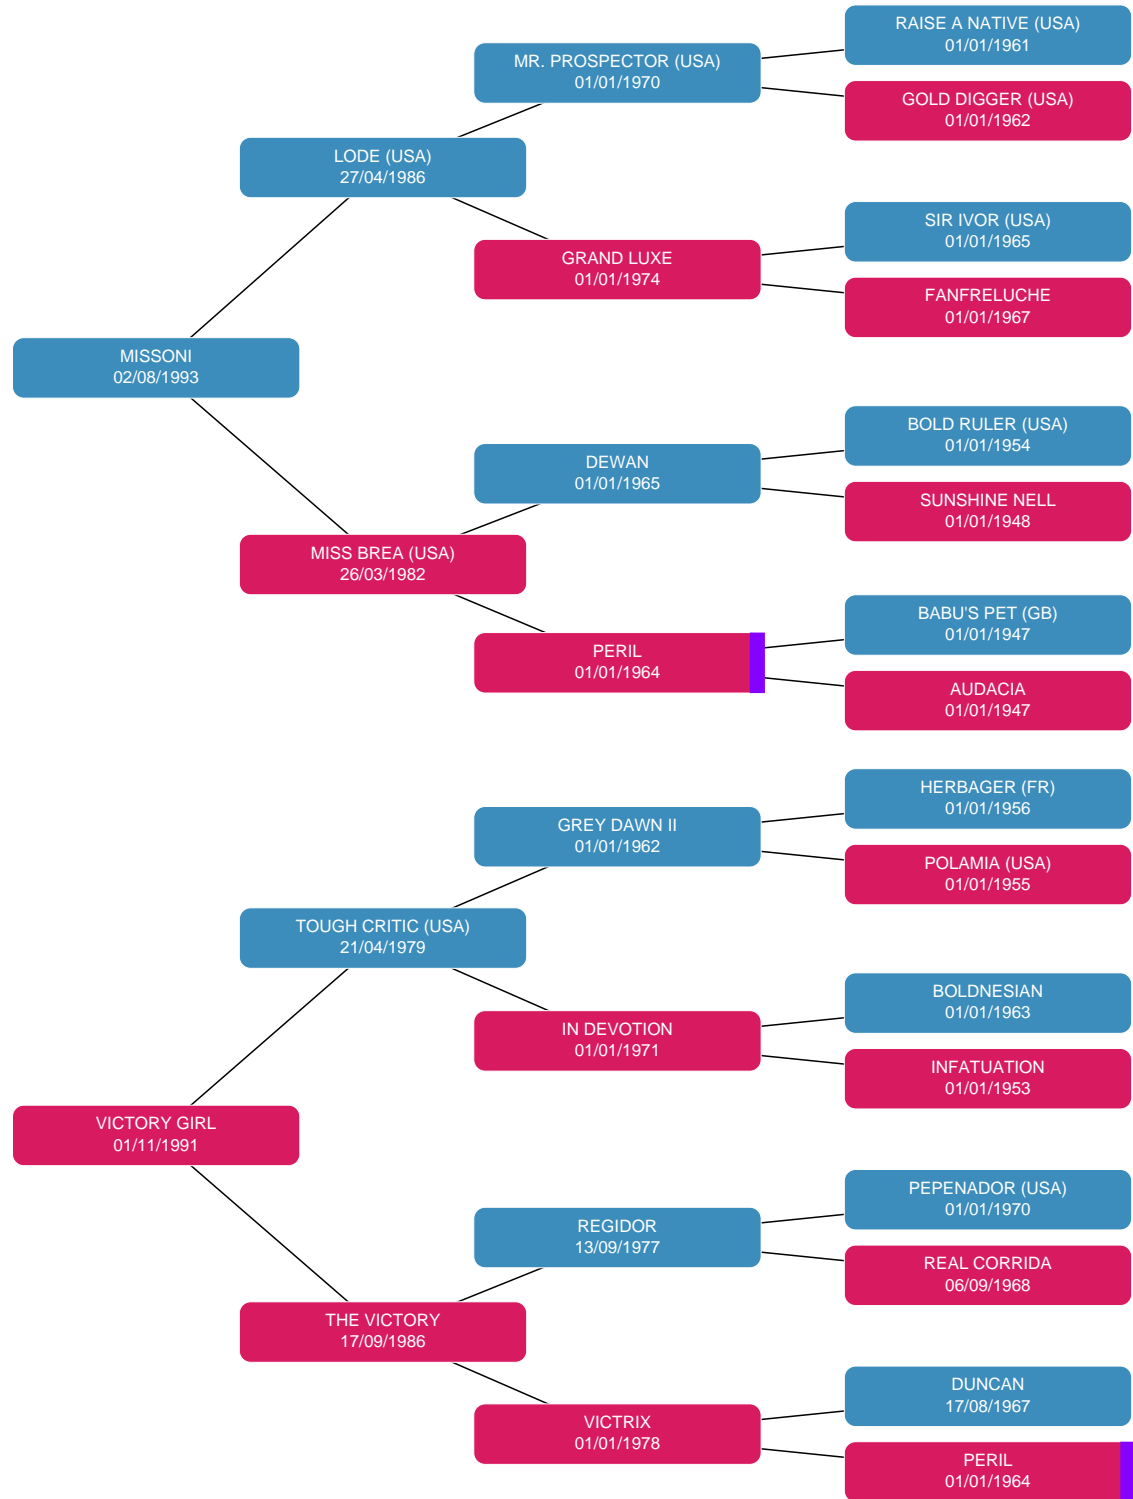 RAISE A NATIVE (USA)
01/01/1961
MR. PROSPECTOR (USA)
01/01/1970
GOLD DIGGER (USA)
01/01/1962
LODE (USA)
27/04/1986
SIR IVOR (USA)
01/01/1965
GRAND LUXE
01/01/1974
FANFRELUCHE
01/01/1967
MISSONI
02/08/1993
BOLD RULER (USA)
01/01/1954
DEWAN
01/01/1965
SUNSHINE NELL
01/01/1948
MISS BREA (USA)
26/03/1982
BABU'S PET (GB)
01/01/1947
PERIL
01/01/1964
AUDACIA
01/01/1947
HERBAGER (FR)
01/01/1956
GREY DAWN II
01/01/1962
POLAMIA (USA)
01/01/1955
TOUGH CRITIC (USA)
21/04/1979
BOLDNESIAN
01/01/1963
IN DEVOTION
01/01/1971
INFATUATION
01/01/1953
VICTORY GIRL
01/11/1991
PEPENADOR (USA)
01/01/1970
REGIDOR
13/09/1977
REAL CORRIDA
06/09/1968
THE VICTORY
17/09/1986
DUNCAN
17/08/1967
VICTRIX
01/01/1978
PERIL
01/01/1964